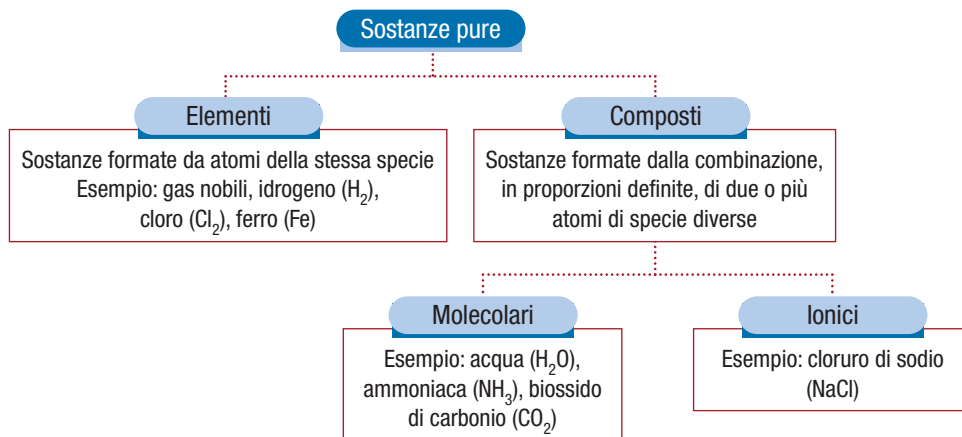 Sostanze pure
Elementi
Sostanze formate da atomi della stessa specie
Esempio: gas nobili, idrogeno (H₂),
cloro (Cl₂), ferro (Fe)
Composti
Sostanze formate dalla combinazione,
in proporzioni definite, di due o più
atomi di specie diverse
Molecolari
Esempio: acqua (H₂O),
ammoniaca (NH₃), biossido
di carbonio (CO₂)
Ionici
Esempio: cloruro di sodio
(NaCl)